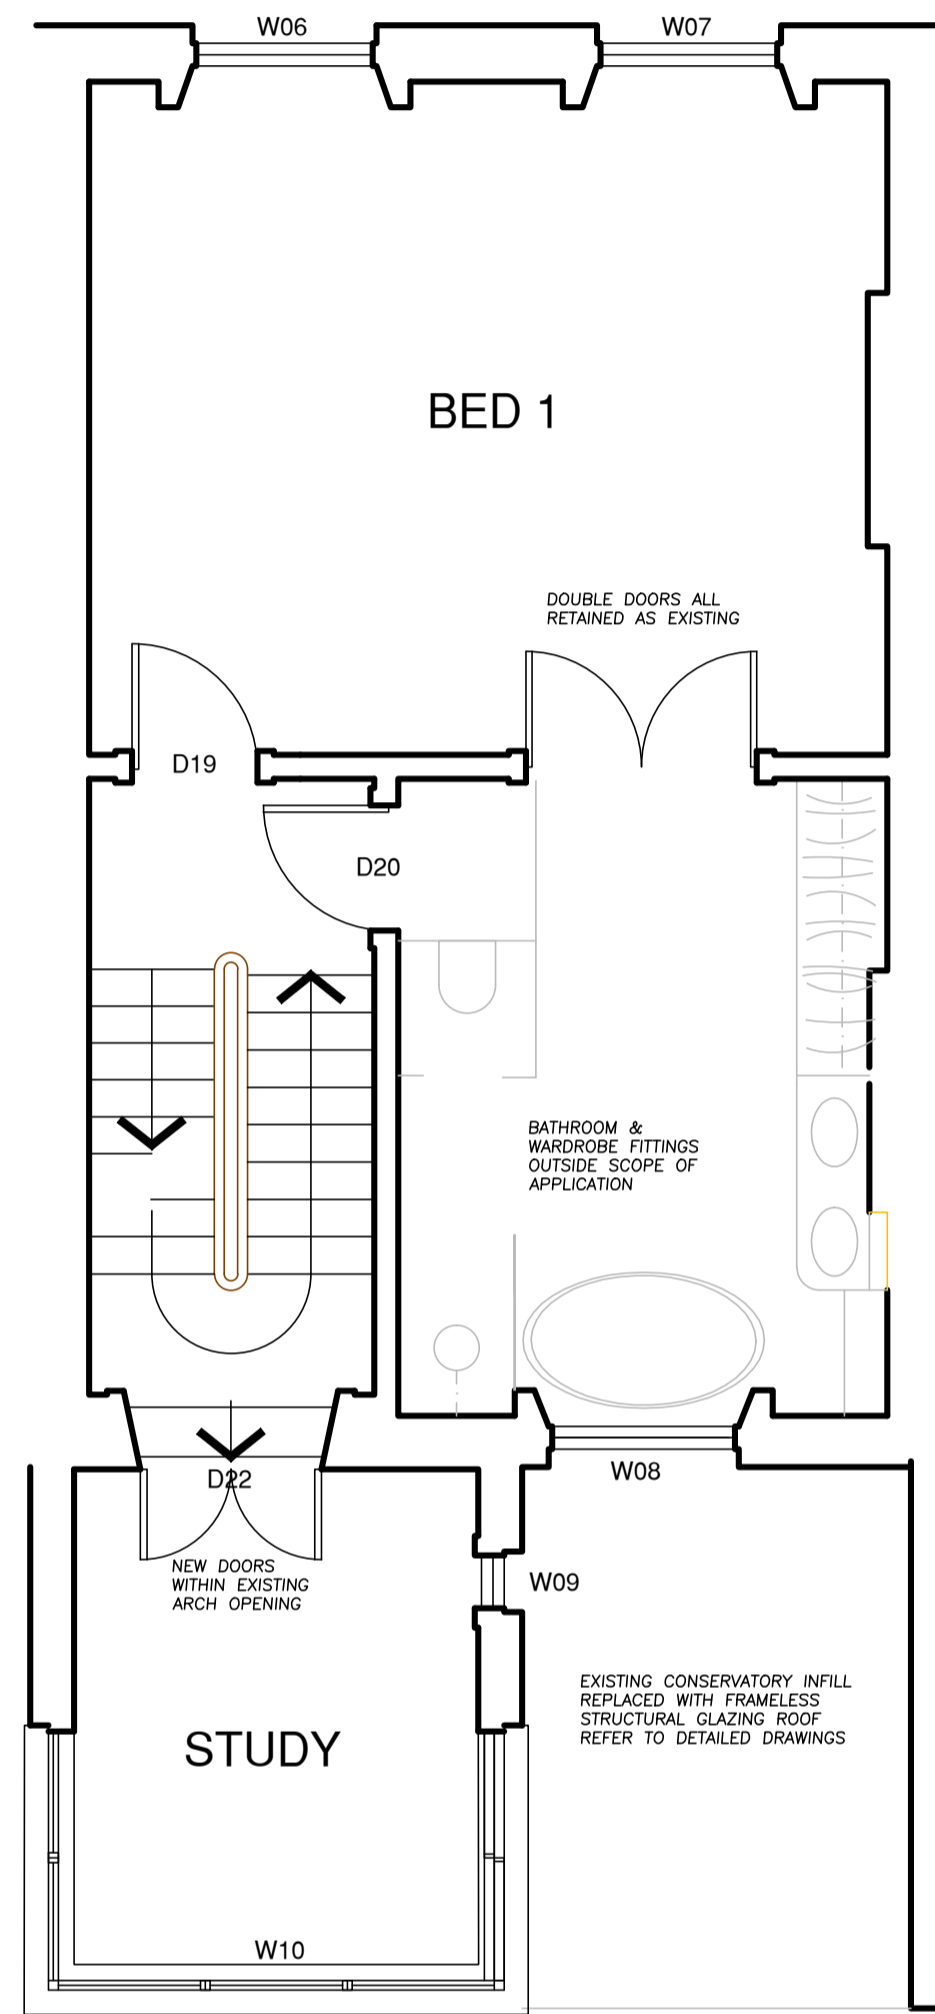 W06
W07
BED 1
DOUBLE DOORS ALL
RETAINED AS EXISTING
D19
D20
BATHROOM &
WARDROBE FITTINGS
OUTSIDE SCOPE OF
APPLICATION
D22
W08
NEW DOORS
WITHIN EXISTING
ARCH OPENING
W09
EXISTING CONSERVATORY INFILL
REPLACED WITH FRAMELESS
STRUCTURAL GLAZING ROOF
REFER TO DETAILED DRAWINGS
STUDY
W10